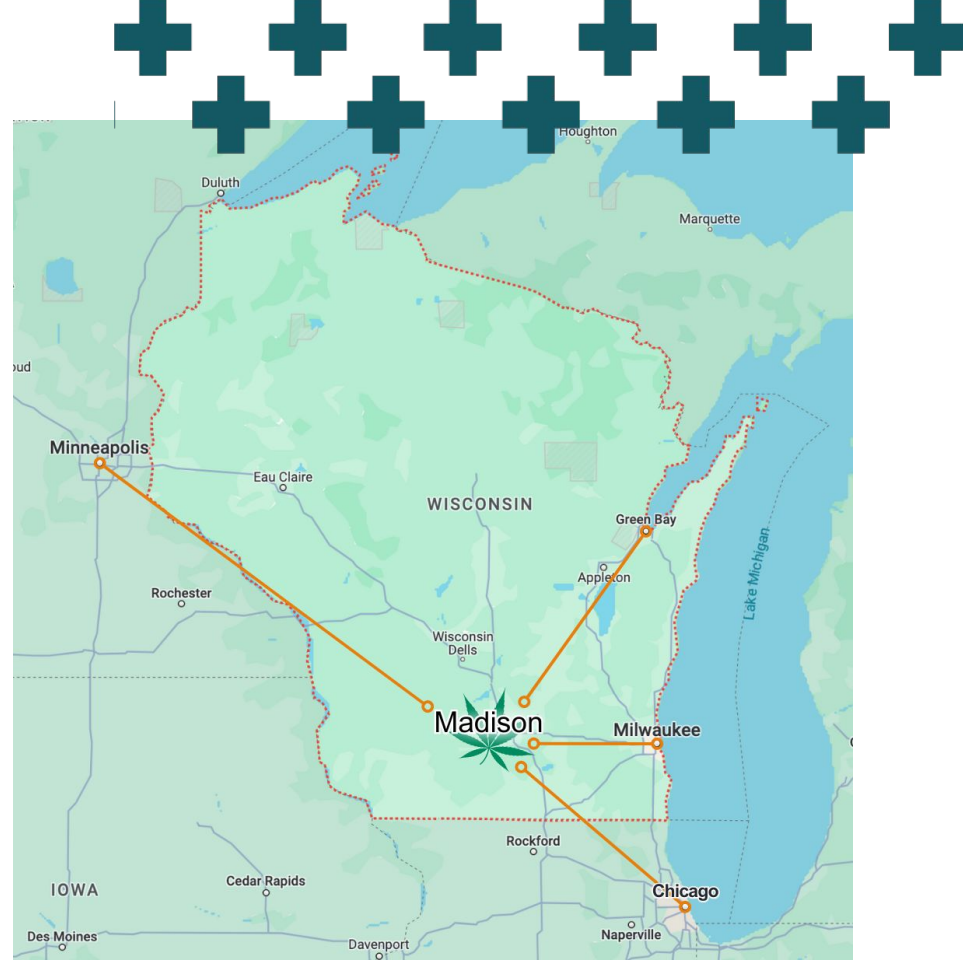 Houghton
Duluth
Marquette
Minneapolis
Eau Claire
WISCONSIN
Green Bay
Lake Michigan
Appleton
Rochester
Wisconsin
Dells
Madison
Milwaukee
Rockford
Cedar Rapids
Chicago
IOWA
Des Moines
Naperville
Davenport